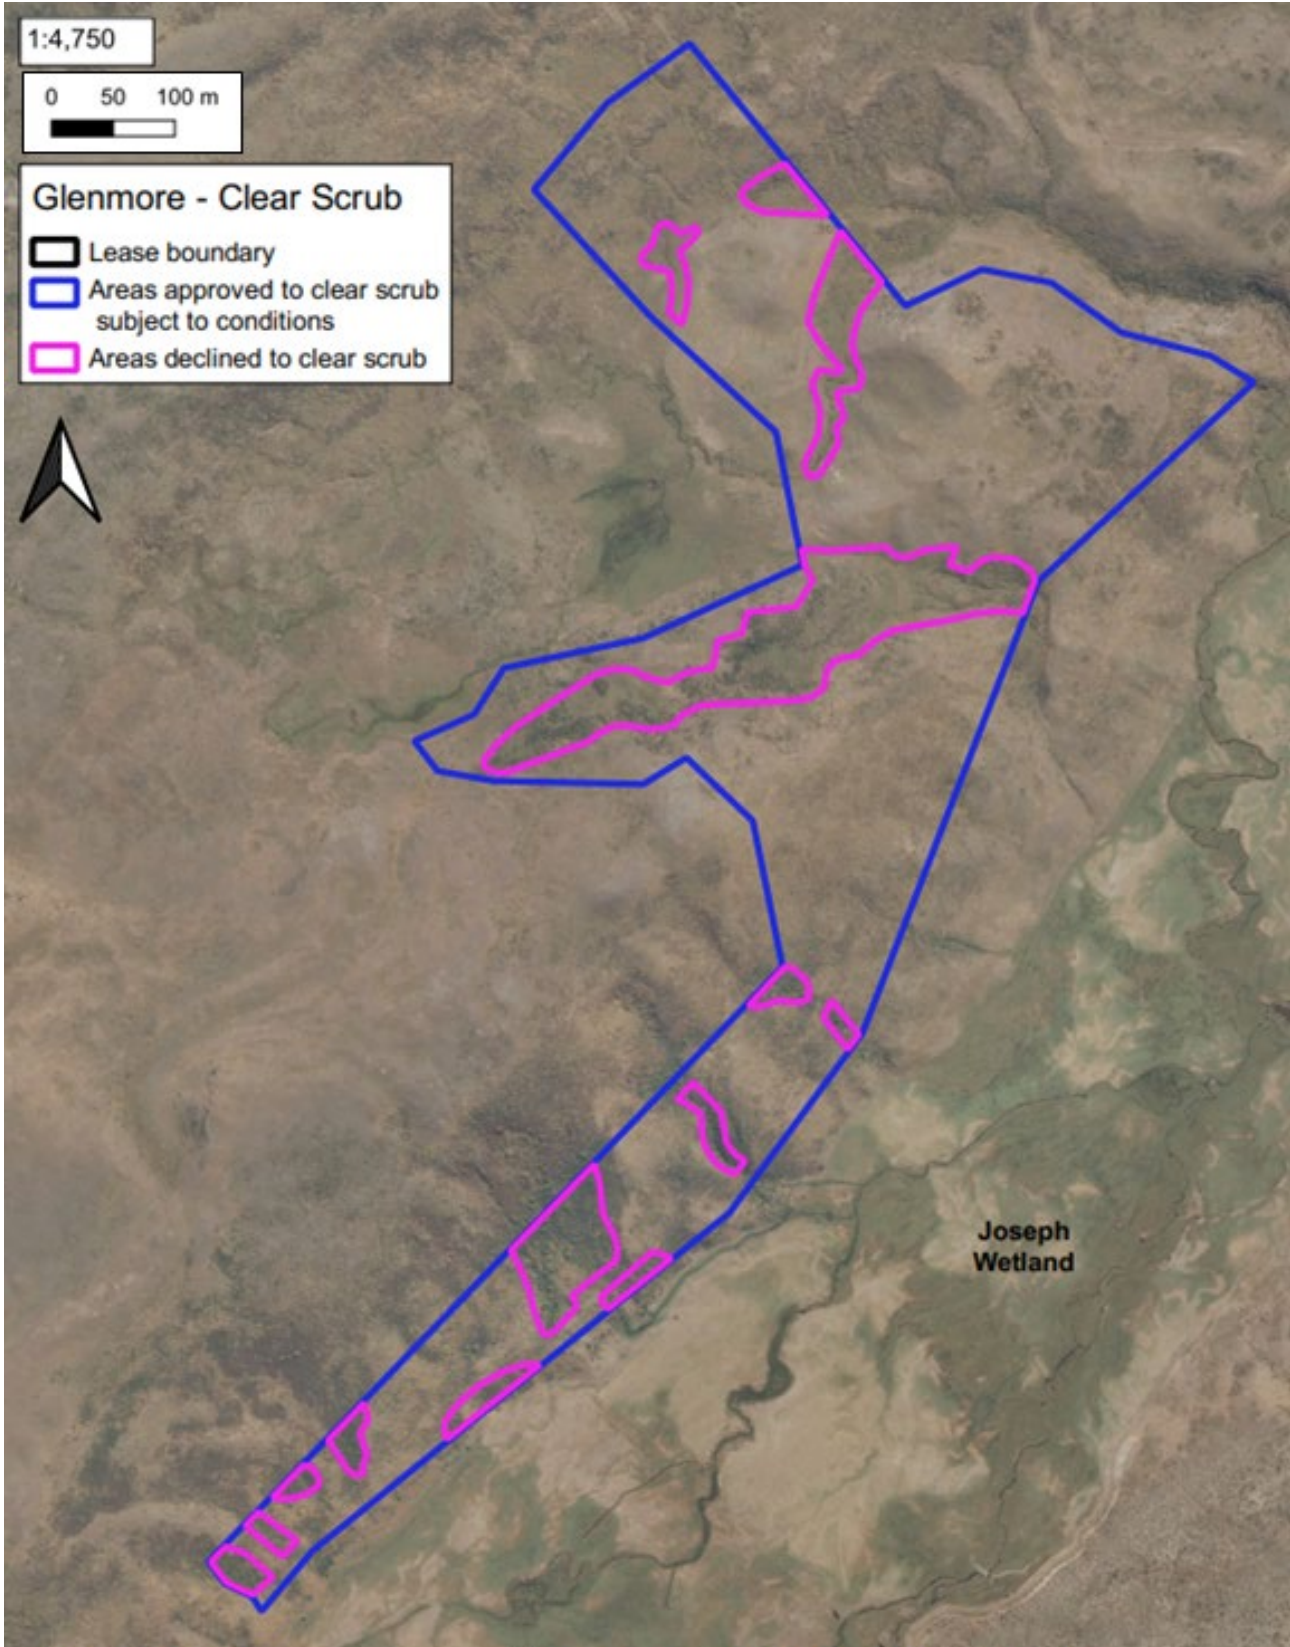 1:4,750
0 50 100 m
Glenmore - Clear Scrub
Lease boundary
Areas approved to clear scrub
subject to conditions
Areas declined to clear scrub
Joseph
Wetland